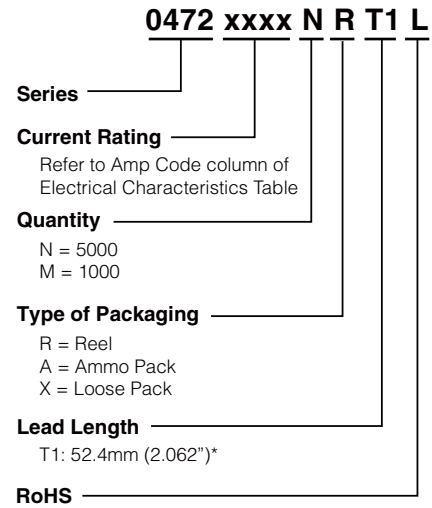 0472 xxxx N R T1 L
Series
Current Rating
Refer to Amp Code column of
Electrical Characteristics Table
Quantity
N = 5000
M = 1000
Type of Packaging
R = Reel
A = Ammo Pack
X = Loose Pack
Lead Length
T1: 52.4mm (2.062”)*
RoHS